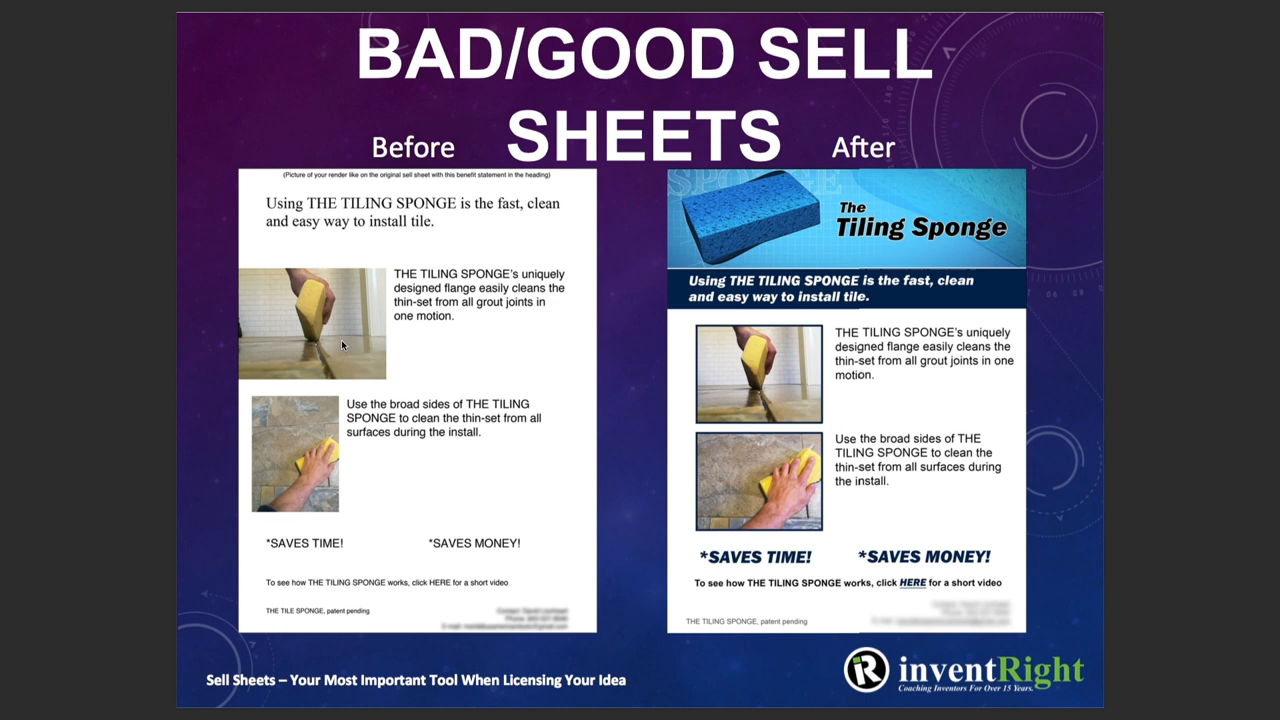 BAD/GOOD SELL
SHEETS
Before
After
(Picture of your render like on the original sell sheet with this benefit statement in the heading)
Using THE TILING SPONGE is the fast, clean
and easy way to install tile.
THE TILING SPONGE's uniquely
designed flange easily cleans the
thin-set from all grout joints in
one motion.
Use the broad sides of THE TILING
SPONGE to clean the thin-set from all
surfaces during the install.
*SAVES TIME!
*SAVES MONEY!
To see how THE TILING SPONGE works, click HERE for a short video
THE TILE SPONGE, patent pending
The
Tiling Sponge
Using THE TILING SPONGE is the fast, clean
and easy way to install tile.
THE TILING SPONGE's uniquely
designed flange easily cleans the
thin-set from all grout joints in one
motion.
Use the broad sides of THE
TILING SPONGE to clean the
thin-set from all surfaces during
the install.
*SAVES TIME!
*SAVES MONEY!
To see how THE TILING SPONGE works, click HERE for a short video
THE TILING SPONGE, patent pending
Sell Sheets – Your Most Important Tool When Licensing Your Idea
iR inventRight
Coaching Inventors For Over 15 Years.